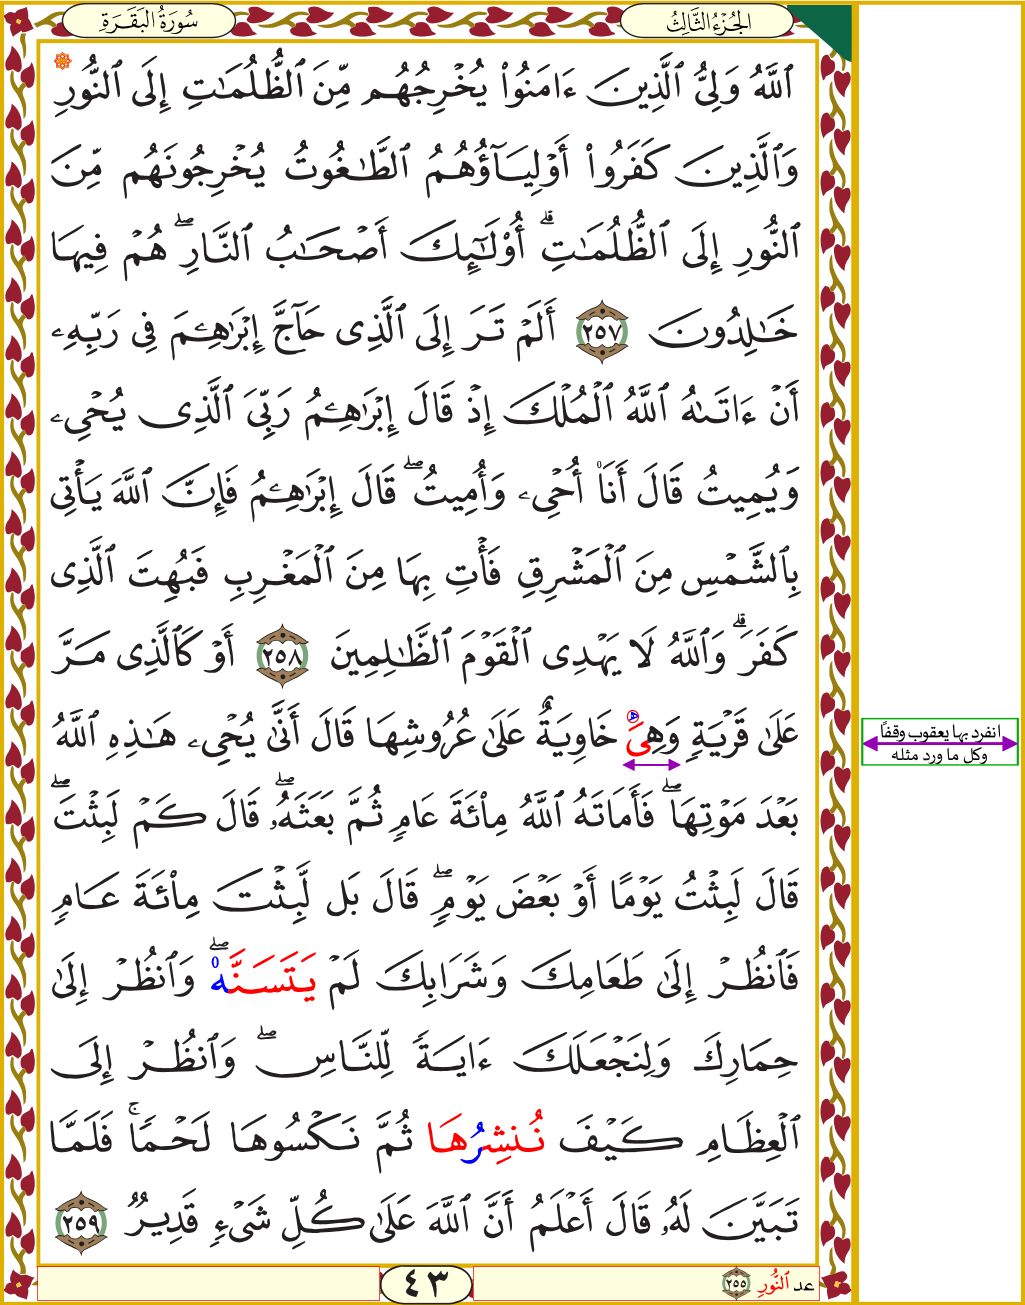 الجُزْءُ الثَّالِثُ
سُورَةُ البَقَرَةِ
ٱللَّهُ وَلِىُّ ٱلَّذِينَ ءَامَنُوا۟ يُخْرِجُهُم مِّنَ ٱلظُّلُمَـٰتِ إِلَى ٱلنُّورِ ۞
وَٱلَّذِينَ كَفَرُوا۟ أَوْلِيَآؤُهُمُ ٱلطَّـٰغُوتُ يُخْرِجُونَهُم مِّنَ
ٱلنُّورِ إِلَى ٱلظُّلُمَـٰتِ ۗ أُو۟لَـٰٓئِكَ أَصْحَـٰبُ ٱلنَّارِ ۖ هُمْ فِيهَا
خَـٰلِدُونَ ٢٥٧ أَلَمْ تَرَ إِلَى ٱلَّذِى حَآجَّ إِبْرَٰهِـۧمَ فِى رَبِّهِۦ
أَنْ ءَاتَىٰهُ ٱللَّهُ ٱلْمُلْكَ إِذْ قَالَ إِبْرَٰهِـۧمُ رَبِّىَ ٱلَّذِى يُحْىِۦ
وَيُمِيتُ قَالَ أَنَا۠ أُحْىِۦ وَأُمِيتُ ۖ قَالَ إِبْرَٰهِـۧمُ فَإِنَّ ٱللَّهَ يَأْتِى
بِٱلشَّمْسِ مِنَ ٱلْمَشْرِقِ فَأْتِ بِهَا مِنَ ٱلْمَغْرِبِ فَبُهِتَ ٱلَّذِى
كَفَرَ ۗ وَٱللَّهُ لَا يَهْدِى ٱلْقَوْمَ ٱلظَّـٰلِمِينَ ٢٥٨ أَوْ كَٱلَّذِى مَرَّ
عَلَىٰ قَرْيَةٍ وَهِىَ خَاوِيَةٌ عَلَىٰ عُرُوشِهَا قَالَ أَنَّىٰ يُحْىِۦ هَـٰذِهِ ٱللَّهُ
بَعْدَ مَوْتِهَا ۖ فَأَمَاتَهُ ٱللَّهُ مِا۟ئَةَ عَامٍ ثُمَّ بَعَثَهُۥ ۖ قَالَ كَمْ لَبِثْتَ ۖ
قَالَ لَبِثْتُ يَوْمًا أَوْ بَعْضَ يَوْمٍ ۖ قَالَ بَل لَّبِثْتَ مِا۟ئَةَ عَامٍ
فَٱنظُرْ إِلَىٰ طَعَامِكَ وَشَرَابِكَ لَمْ يَتَسَنَّه۠ ۖ وَٱنظُرْ إِلَىٰ
حِمَارِكَ وَلِنَجْعَلَكَ ءَايَةً لِّلنَّاسِ ۖ وَٱنظُرْ إِلَى
ٱلْعِظَامِ كَيْفَ نُنشِرُهَا ثُمَّ نَكْسُوهَا لَحْمًا ۚ فَلَمَّا
تَبَيَّنَ لَهُۥ قَالَ أَعْلَمُ أَنَّ ٱللَّهَ عَلَىٰ كُلِّ شَىْءٍ قَدِيرٌ ٢٥٩
انفرد بها يعقوب وقفًا
وكل ما ورد مثله
عد ٱلنُّورِ ٢٥٥
٤٣